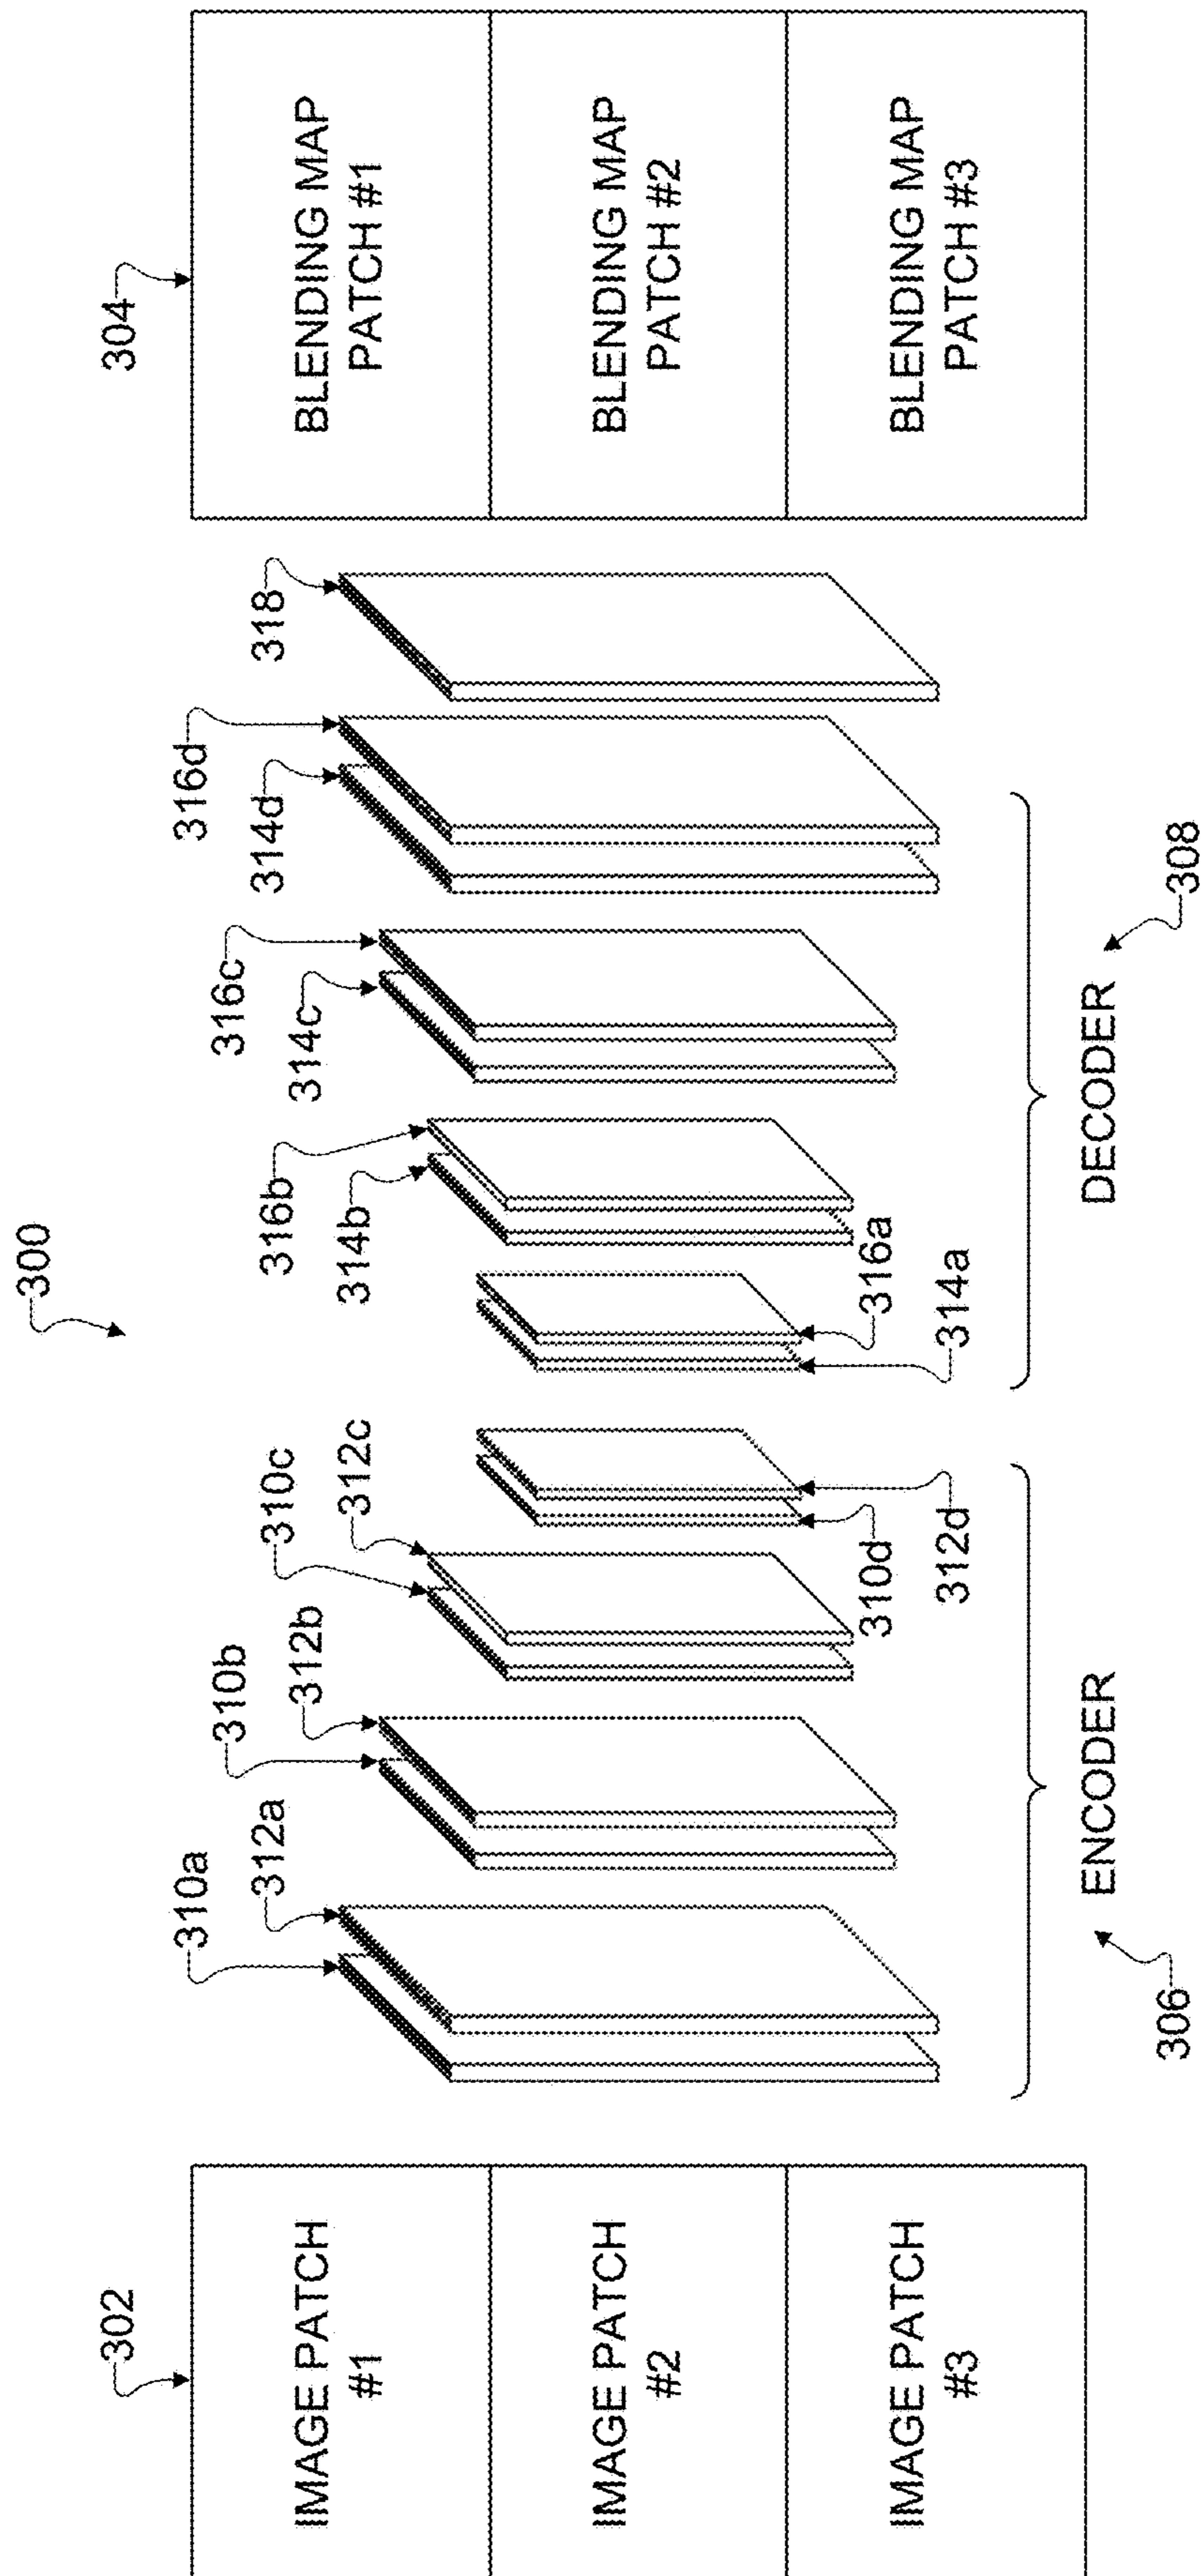 300
302
IMAGE PATCH
#1
IMAGE PATCH
#2
IMAGE PATCH
#3
310a
312a
310b
312b
310c
312c
310d
312d
ENCODER
306
314a
316a
314b
316b
314c
316c
314d
316d
318
DECODER
308
304
BLENDING MAP
PATCH #1
BLENDING MAP
PATCH #2
BLENDING MAP
PATCH #3